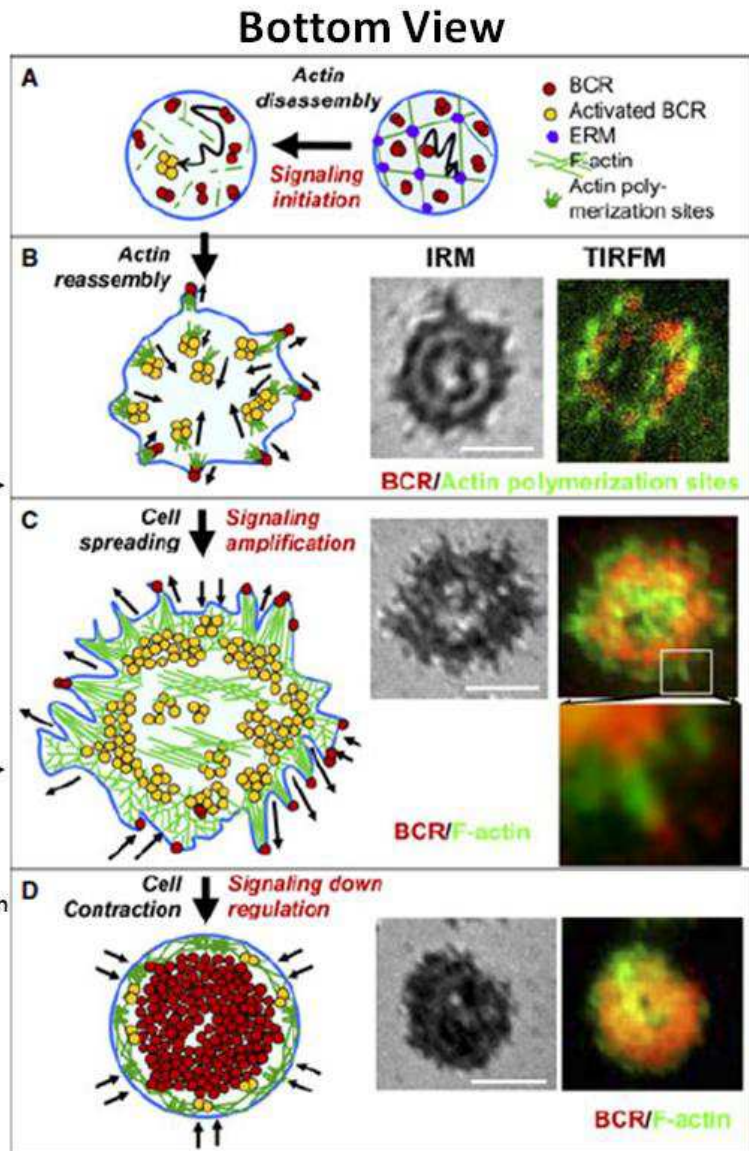 Bottom View
A
Actin
disassembly
Signaling
initiation
BCR
Activated BCR
ERM
F-actin
Actin poly-
merization sites
B
Actin
reassembly
IRM
TIRFM
BCR/Actin polymerization sites
C
Cell
spreading
Signaling
amplification
BCR/F-actin
D
Cell
Contraction
Signaling down
regulation
BCR/F-actin